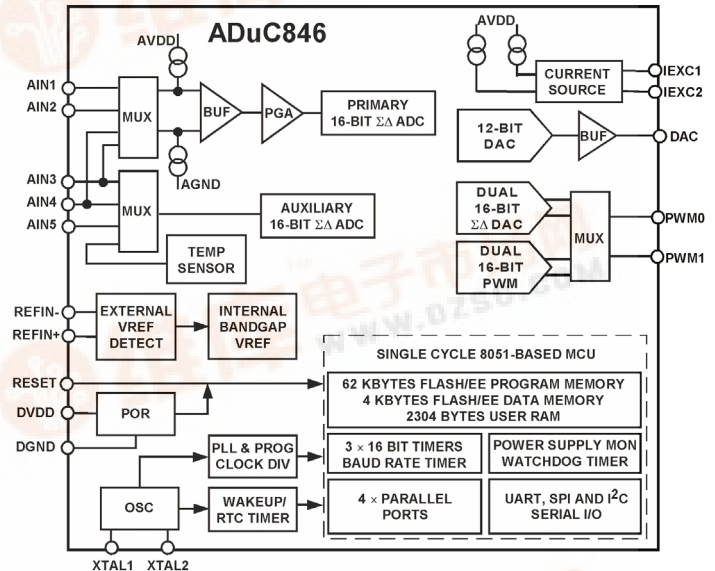 ADuC846
AVDD
AIN1
AIN2
MUX
BUF
PGA
PRIMARY
16-BIT ΣΔ ADC
AGND
AIN3
AIN4
AIN5
MUX
AUXILIARY
16-BIT ΣΔ ADC
TEMP
SENSOR
AVDD
CURRENT
SOURCE
IEXC1
IEXC2
12-BIT
DAC
BUF
DAC
DUAL
16-BIT
ΣΔ DAC
DUAL
16-BIT
PWM
MUX
PWM0
PWM1
REFIN-
REFIN+
EXTERNAL
VREF
DETECT
INTERNAL
BANDGAP
VREF
RESET
DVDD
DGND
POR
SINGLE CYCLE 8051-BASED MCU
62 KBYTES FLASH/EE PROGRAM MEMORY
4 KBYTES FLASH/EE DATA MEMORY
2304 BYTES USER RAM
PLL & PROG
CLOCK DIV
3 × 16 BIT TIMERS
BAUD RATE TIMER
POWER SUPPLY MON
WATCHDOG TIMER
OSC
WAKEUP/
RTC TIMER
4 × PARALLEL
PORTS
UART, SPI AND I²C
SERIAL I/O
XTAL1
XTAL2